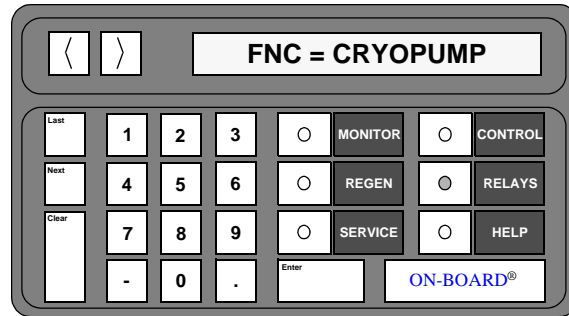 〈 〉 FNC = CRYOPUMP
Last 1 2 3 MONITOR CONTROL
Next 4 5 6 REGEN RELAYS
Clear 7 8 9 SERVICE HELP
- 0 . Enter ON-BOARD®